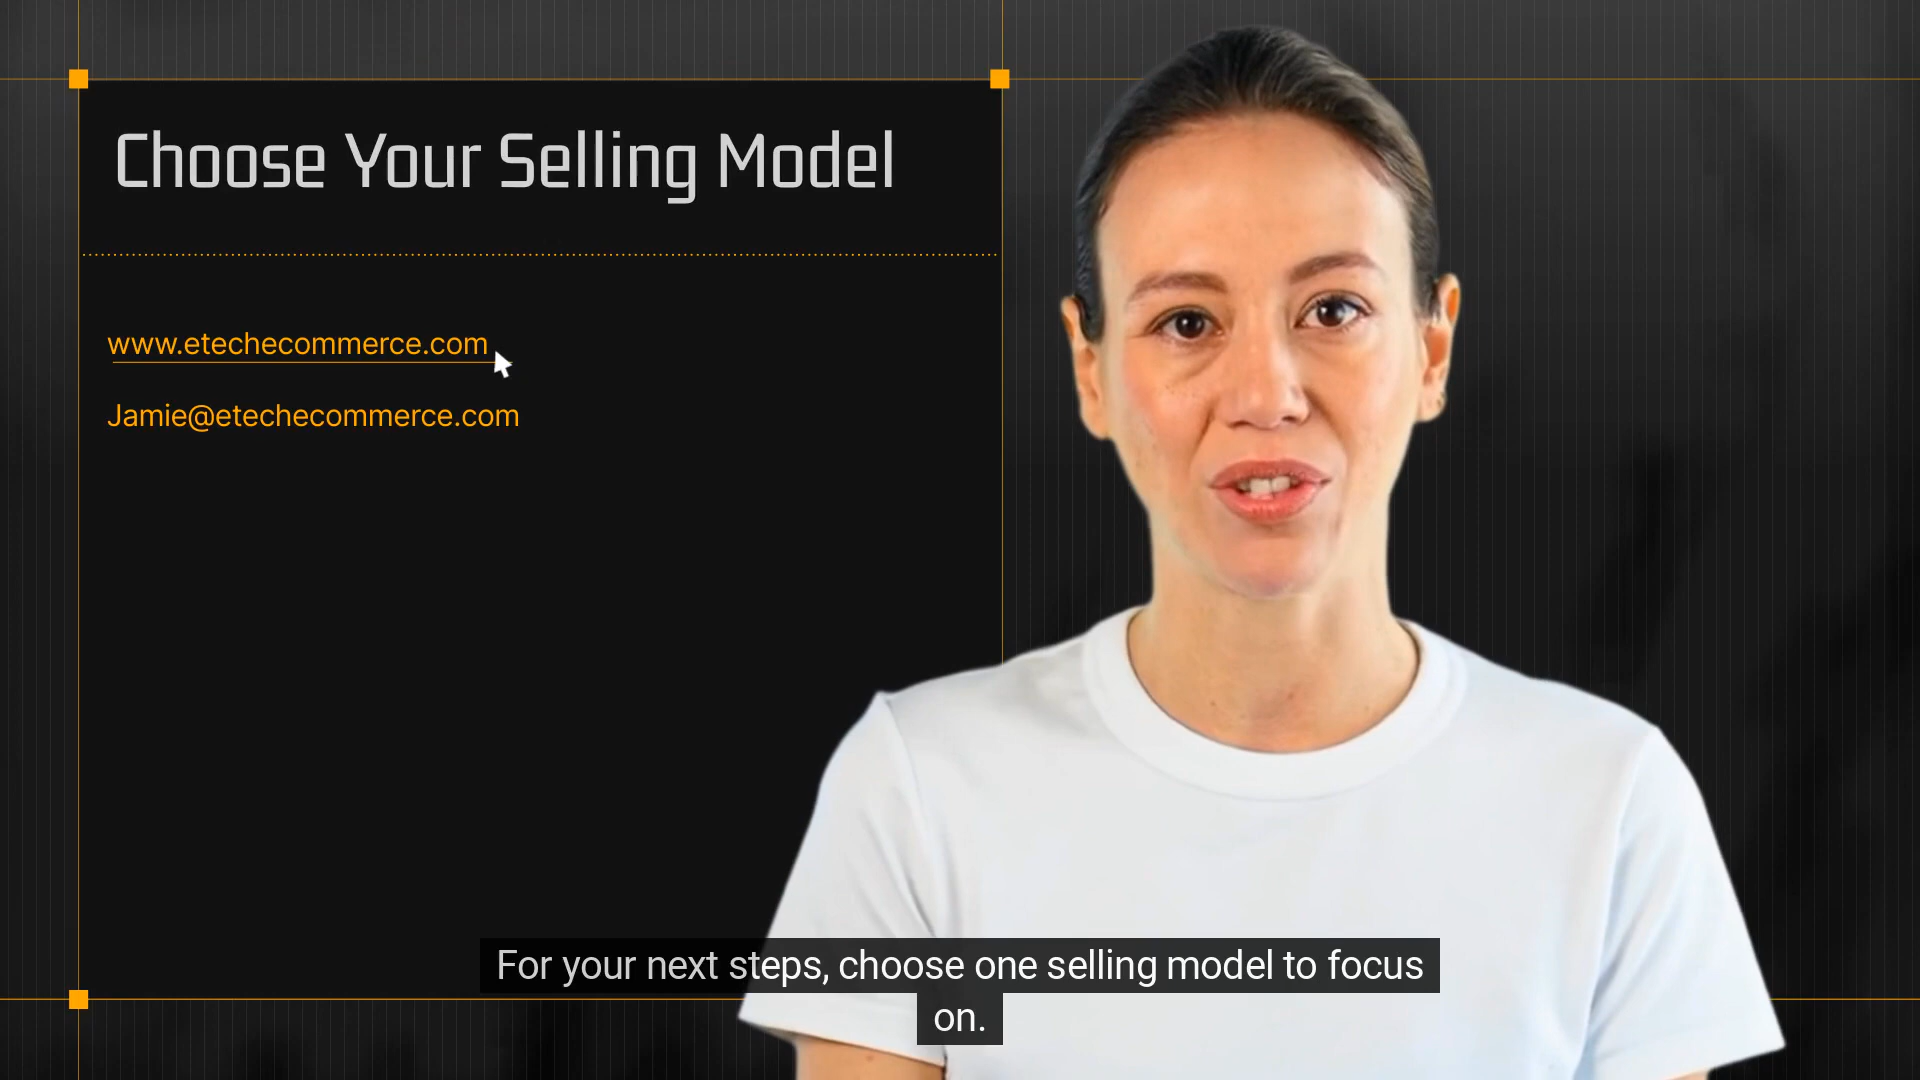 Choose Your Selling Model
www.etechecommerce.com
Jamie@etechecommerce.com
For your next steps, choose one selling model to focus
on.